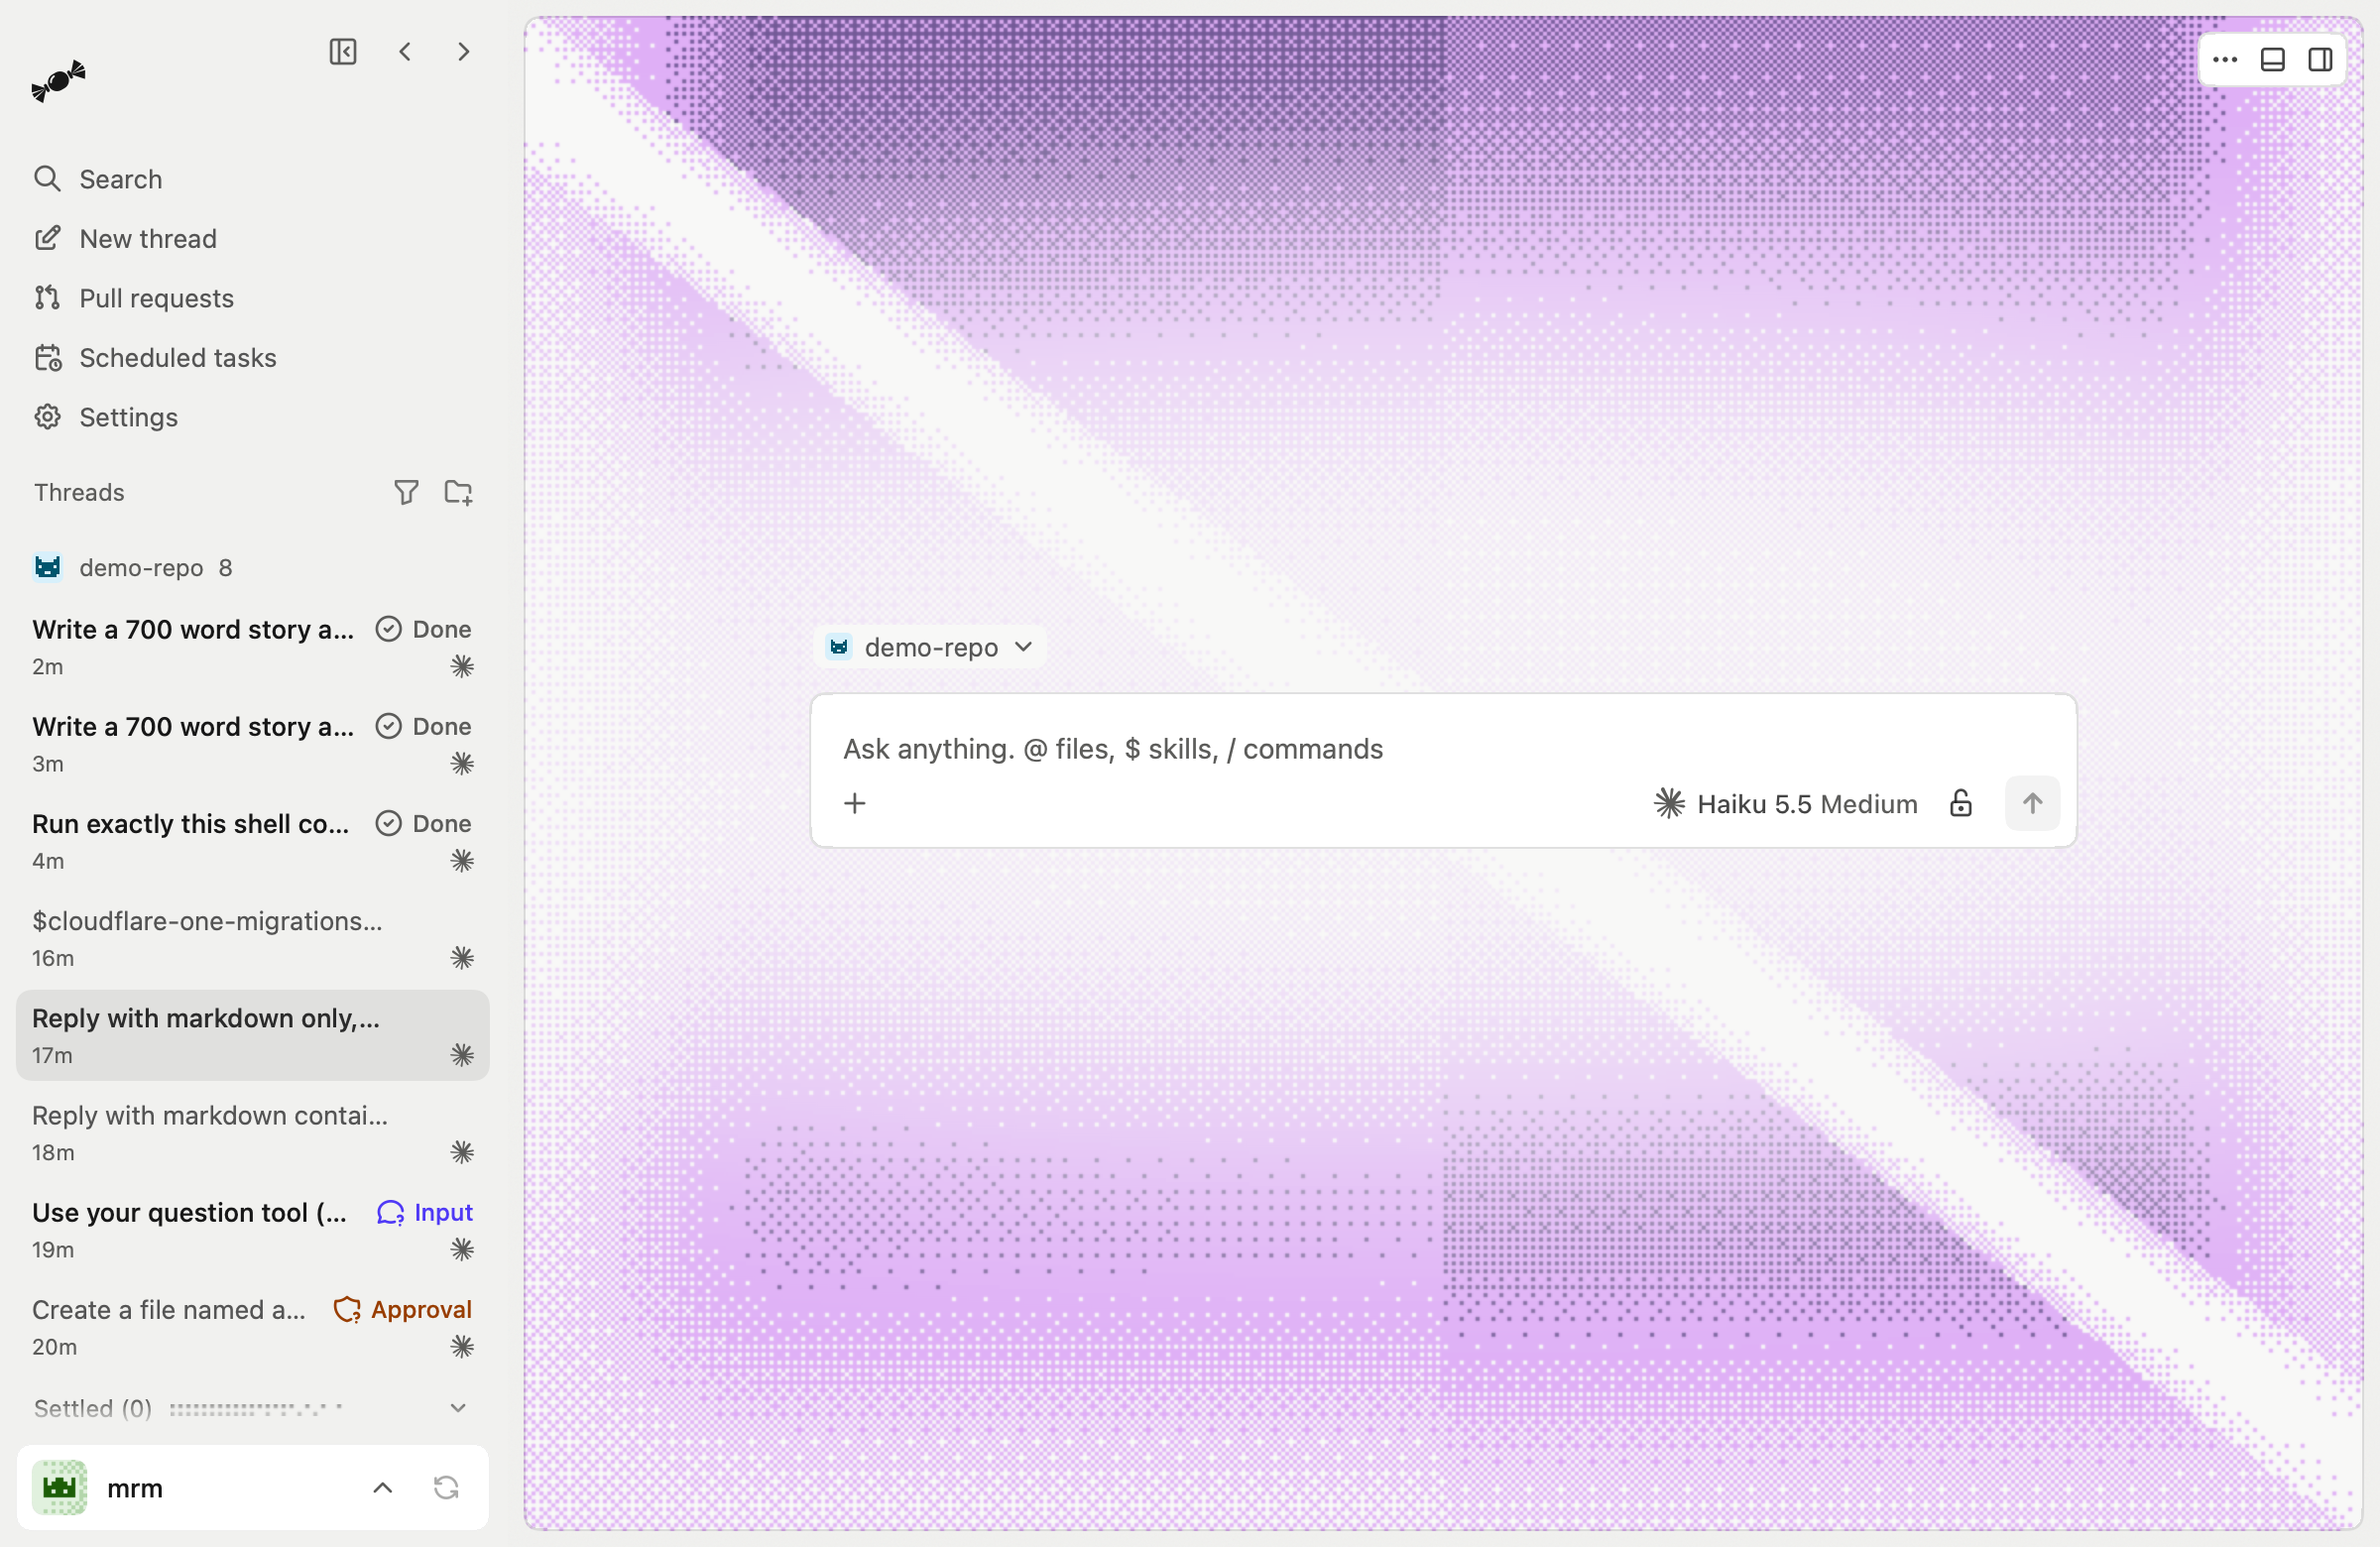 Search
New thread
Pull requests
Scheduled tasks
Settings
Threads
demo-repo 8
Write a 700 word story a... Done
2m
Write a 700 word story a... Done
3m
Run exactly this shell co... Done
4m
$cloudflare-one-migrations...
16m
Reply with markdown only,...
17m
Reply with markdown contai...
18m
Use your question tool (... Input
19m
Create a file named a... Approval
20m
Settled (0)
mrm
demo-repo
Ask anything. @ files, $ skills, / commands
Haiku 5.5 Medium